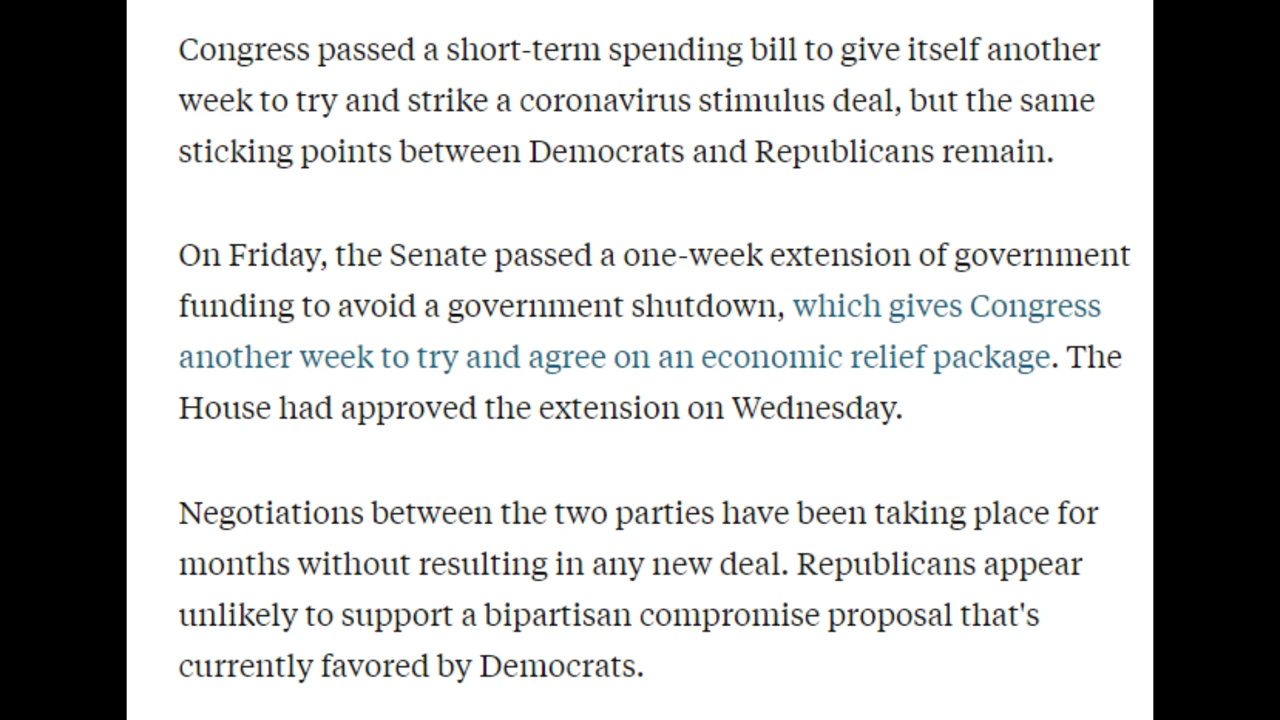 Congress passed a short-term spending bill to give itself another
week to try and strike a coronavirus stimulus deal, but the same
sticking points between Democrats and Republicans remain.
On Friday, the Senate passed a one-week extension of government
funding to avoid a government shutdown, which gives Congress
another week to try and agree on an economic relief package. The
House had approved the extension on Wednesday.
Negotiations between the two parties have been taking place for
months without resulting in any new deal. Republicans appear
unlikely to support a bipartisan compromise proposal that's
currently favored by Democrats.